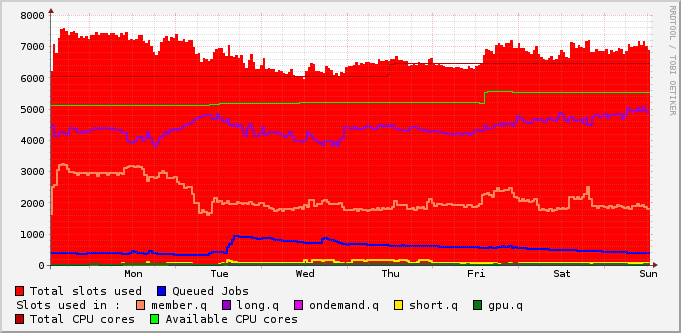 RRDTOOL / TOBI OETIKER
8000
7000
6000
5000
4000
3000
2000
1000
0
Mon Tue Wed Thu Fri Sat Sun
Total slots used Queued Jobs
Slots used in : member.q long.q ondemand.q short.q gpu.q
Total CPU cores Available CPU cores